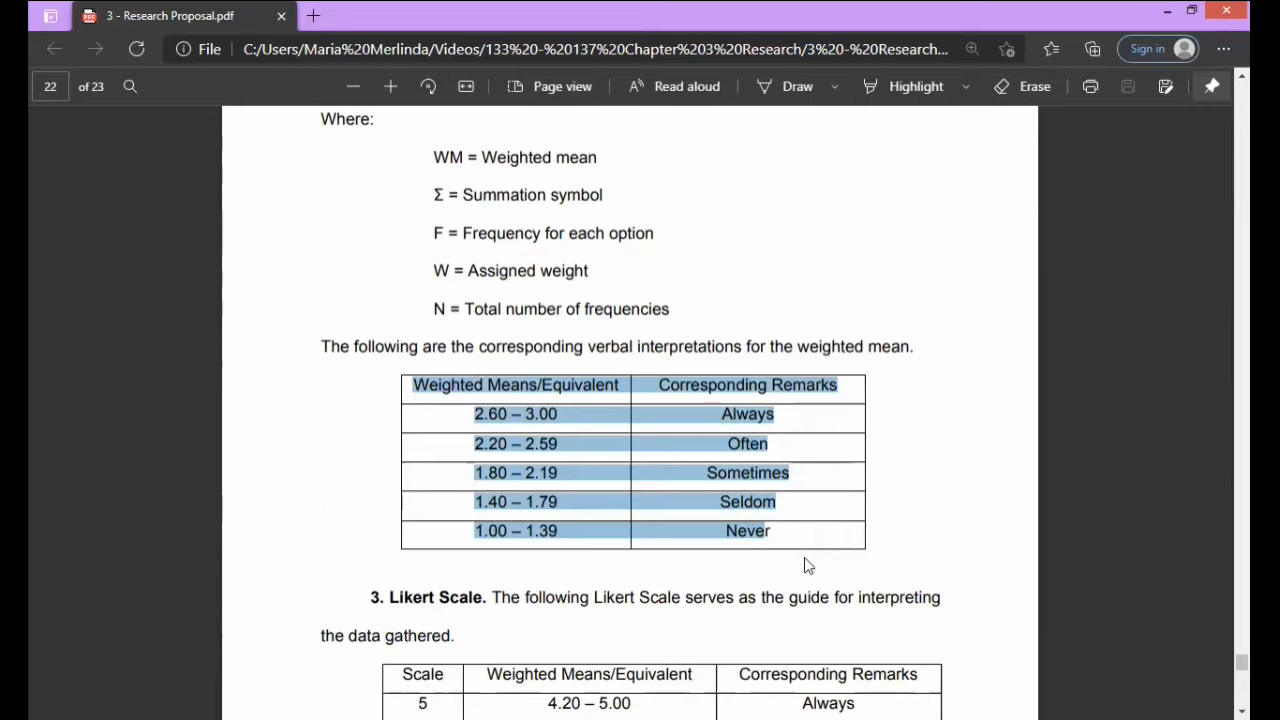 3 - Research Proposal.pdf
File
C:/Users/Maria%20Merlinda/Videos/133%20-%20137%20Chapter%203%20Research/3%20-%20Research...
Sign in
22 of 23
Page view
Read aloud
Draw
Highlight
Erase
Where:
WM = Weighted mean
Σ = Summation symbol
F = Frequency for each option
W = Assigned weight
N = Total number of frequencies
The following are the corresponding verbal interpretations for the weighted mean.
Weighted Means/Equivalent Corresponding Remarks
2.60 – 3.00 Always
2.20 – 2.59 Often
1.80 – 2.19 Sometimes
1.40 – 1.79 Seldom
1.00 – 1.39 Never
3. Likert Scale. The following Likert Scale serves as the guide for interpreting
the data gathered.
Scale Weighted Means/Equivalent Corresponding Remarks
5 4.20 – 5.00 Always